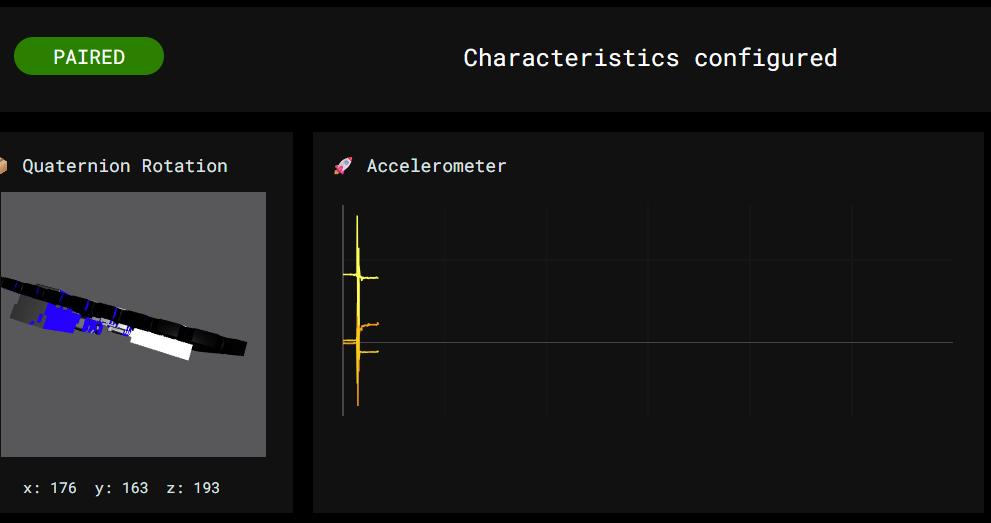 PAIRED
Characteristics configured
Quaternion Rotation
Accelerometer
x: 176 y: 163 z: 193